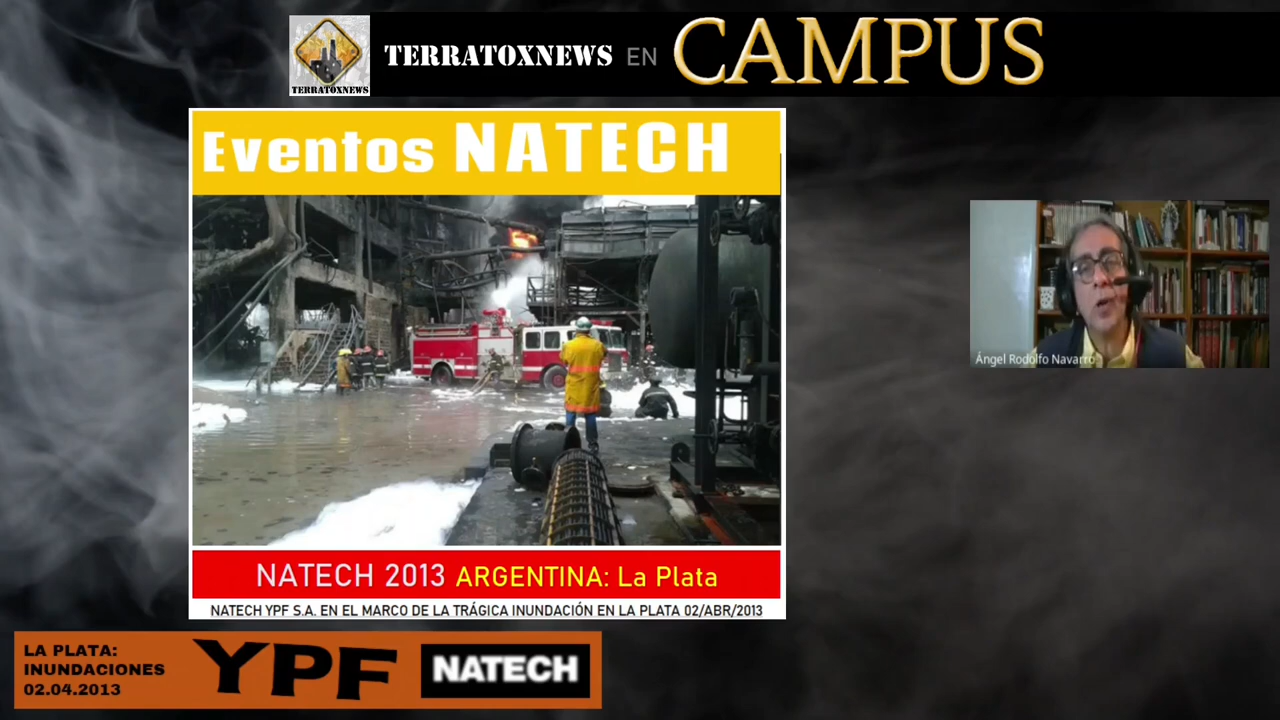 TERRATOXNEWS
TERRATOXNEWS EN CAMPUS
Eventos NATECH
Ángel Rodolfo Navarro
NATECH 2013 ARGENTINA: La Plata
NATECH YPF S.A. EN EL MARCO DE LA TRÁGICA INUNDACIÓN EN LA PLATA 02/ABR/2013
LA PLATA:
INUNDACIONES
02.04.2013
YPF
NATECH